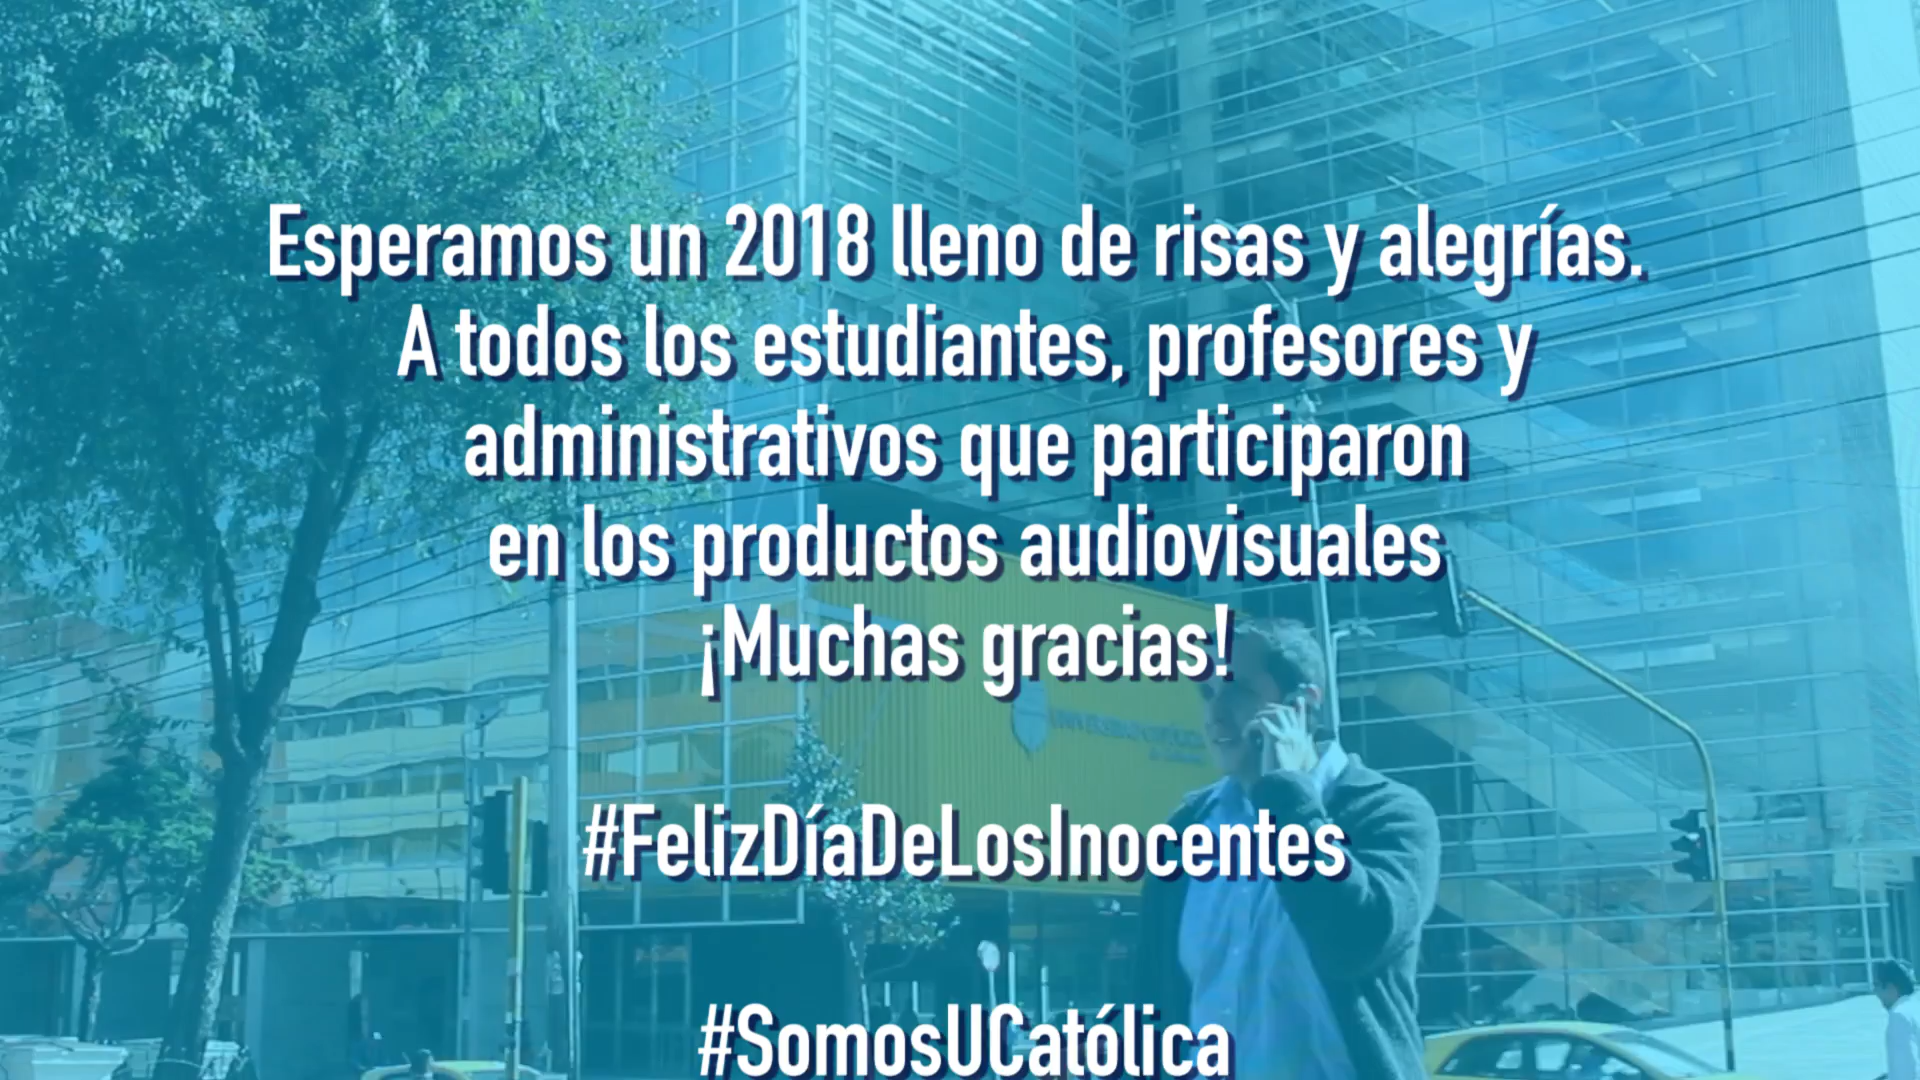 Esperamos un 2018 lleno de risas y alegrías.
A todos los estudiantes, profesores y
administrativos que participaron
en los productos audiovisuales
¡Muchas gracias!
#FelizDíaDeLosInocentes
#SomosUCatólica